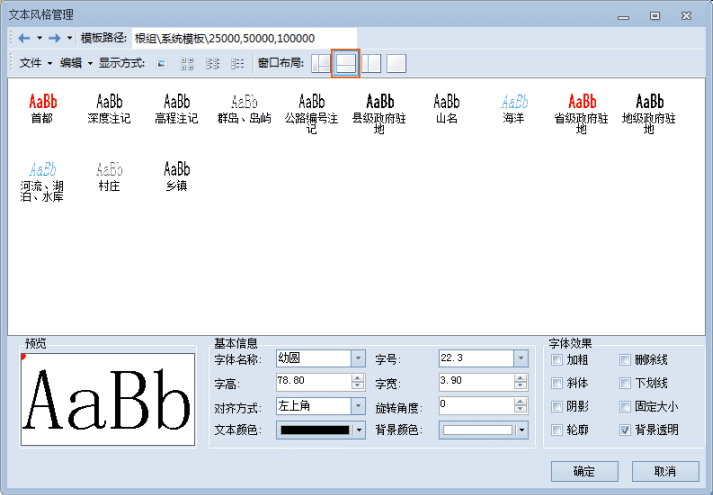 文本风格管理
模板路径: 根组\系统模板\25000,50000,100000
文件 编辑 显示方式: 窗口布局:
AaBb AaBb AaBb AaBb AaBb AaBb AaBb AaBb AaBb AaBb
首都 深度注记 高程注记 群岛、岛屿 公路编号注记 县级政府驻地 山名 海洋 省级政府驻地 地级政府驻地
AaBb AaBb AaBb
河流、湖泊、水库 村庄 乡镇
预览 基本信息 字体效果
AaBb
字体名称: 幼圆 字号: 22.3 加粗 删除线
字高: 78.80 字宽: 3.90 斜体 下划线
对齐方式: 左上角 旋转角度: 0 阴影 固定大小
文本颜色: 背景颜色: 轮廓 背景透明
确定 取消